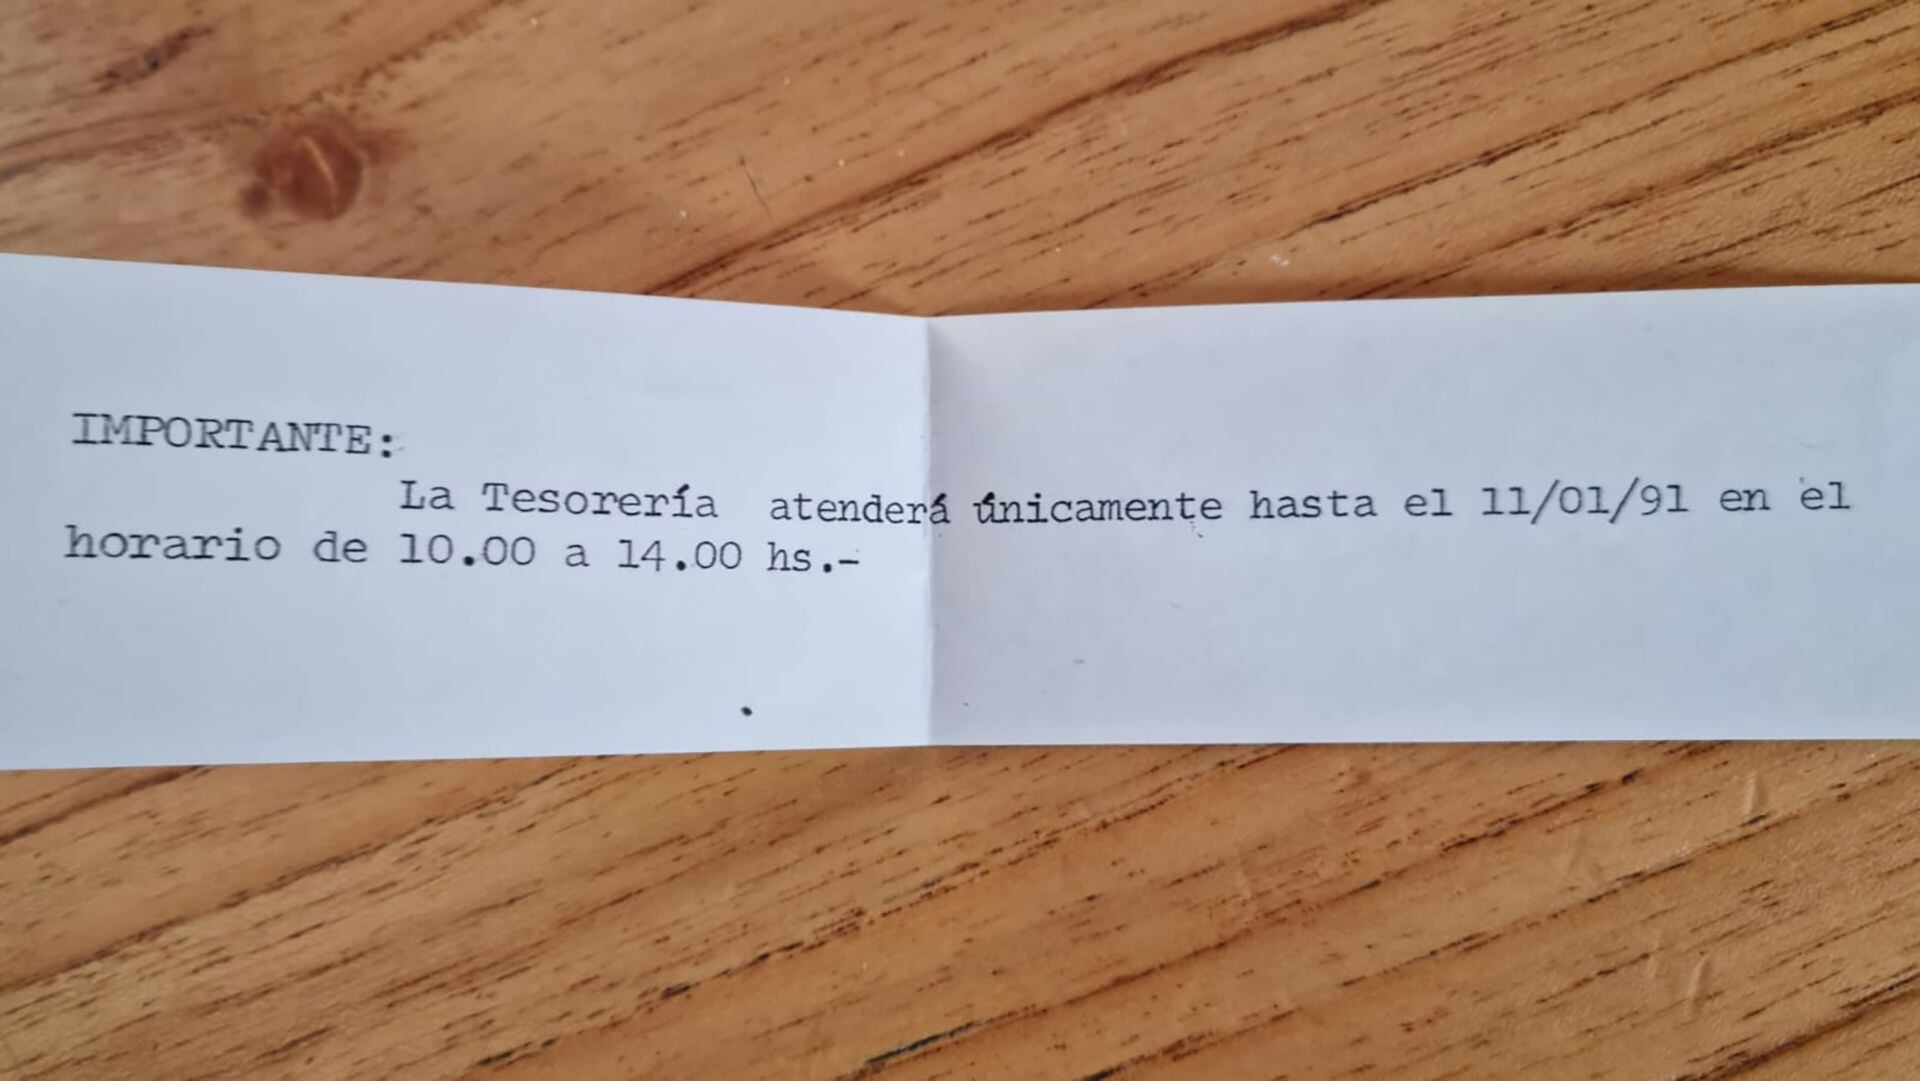 IMPORTANTE:
La Tesorería atenderá únicamente hasta el 11/01/91 en el
horario de 10.00 a 14.00 hs.-